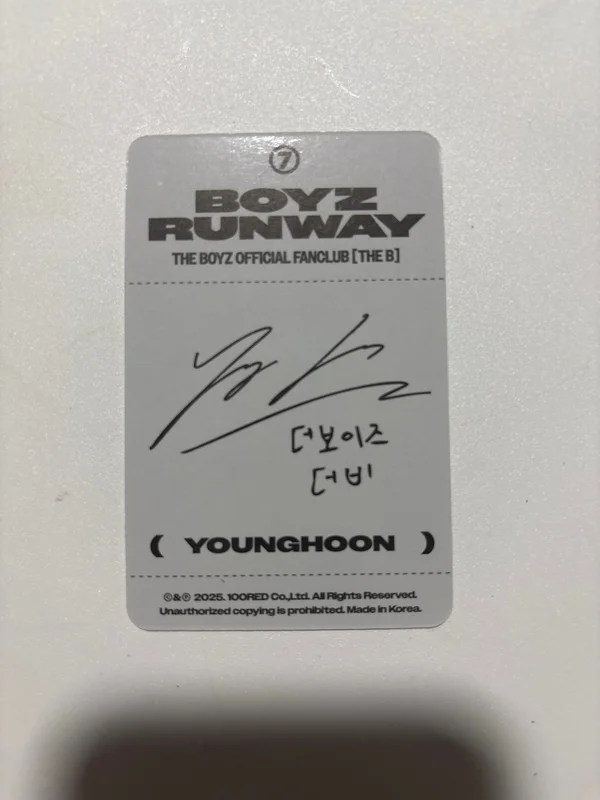 7
BOYZ
RUNWAY
THE BOYZ OFFICIAL FANCLUB [THE B]
더보이즈
더비
( YOUNGHOON )
©&℗ 2025. 100RED Co.,Ltd. All Rights Reserved.
Unauthorized copying is prohibited. Made in Korea.